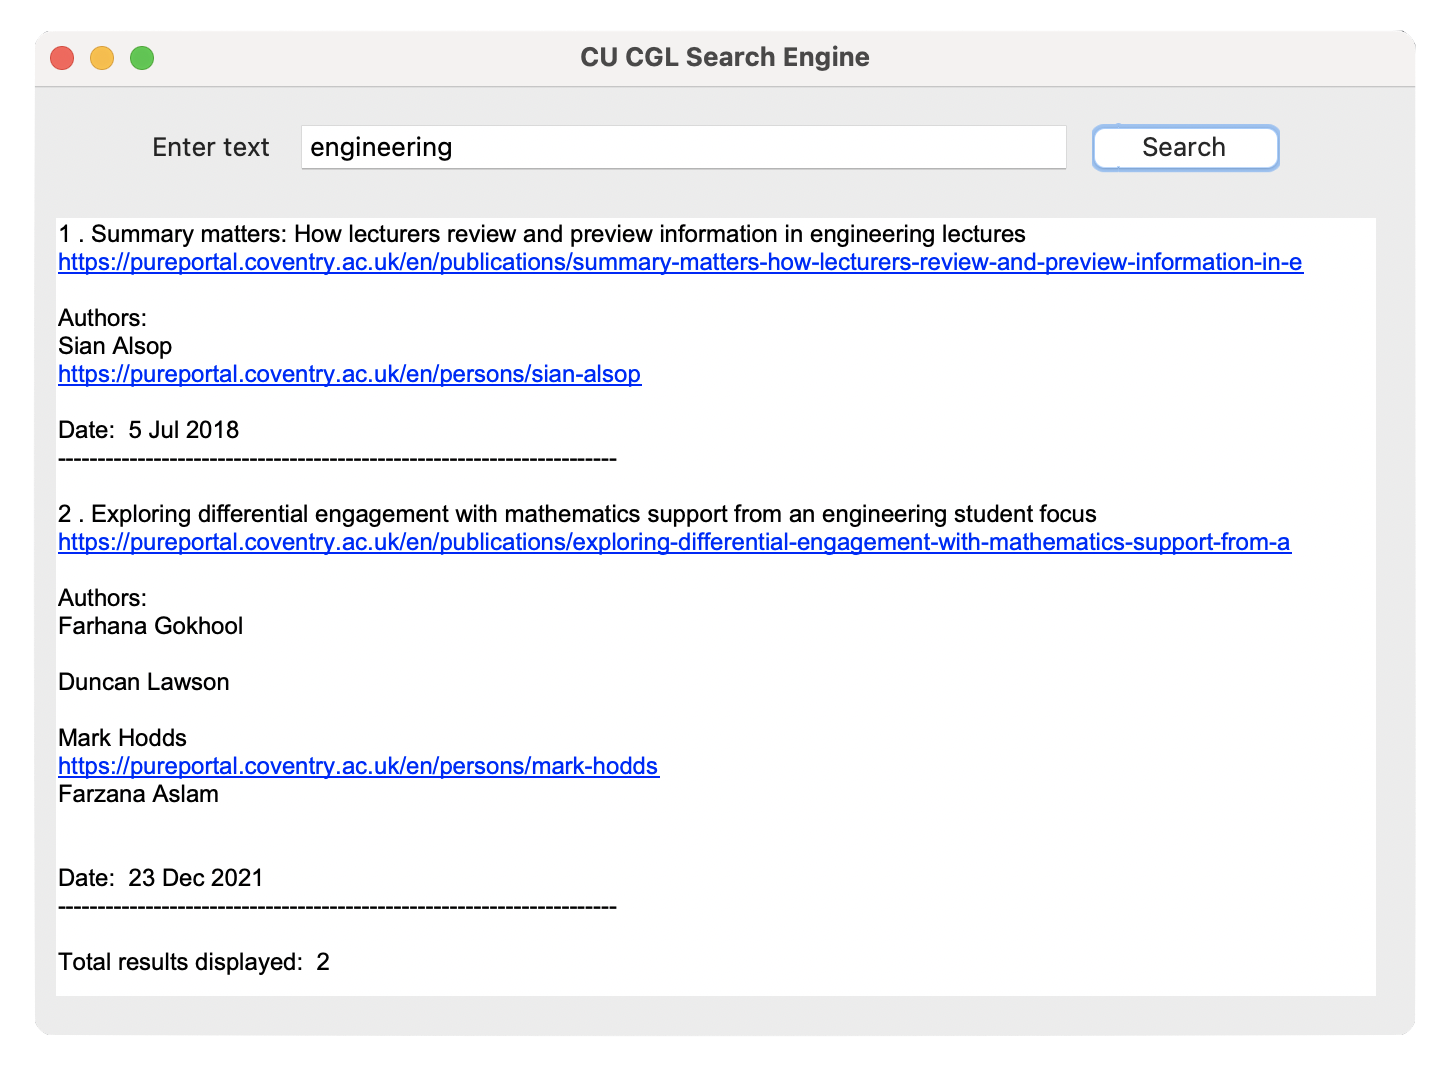 CU CGL Search Engine
Enter text
engineering
Search
1 . Summary matters: How lecturers review and preview information in engineering lectures
https://pureportal.coventry.ac.uk/en/publications/summary-matters-how-lecturers-review-and-preview-information-in-e
Authors:
Sian Alsop
https://pureportal.coventry.ac.uk/en/persons/sian-alsop
Date:  5 Jul 2018
----------------------------------------------------------------------
2 . Exploring differential engagement with mathematics support from an engineering student focus
https://pureportal.coventry.ac.uk/en/publications/exploring-differential-engagement-with-mathematics-support-from-a
Authors:
Farhana Gokhool
Duncan Lawson
Mark Hodds
https://pureportal.coventry.ac.uk/en/persons/mark-hodds
Farzana Aslam
Date:  23 Dec 2021
----------------------------------------------------------------------
Total results displayed:  2